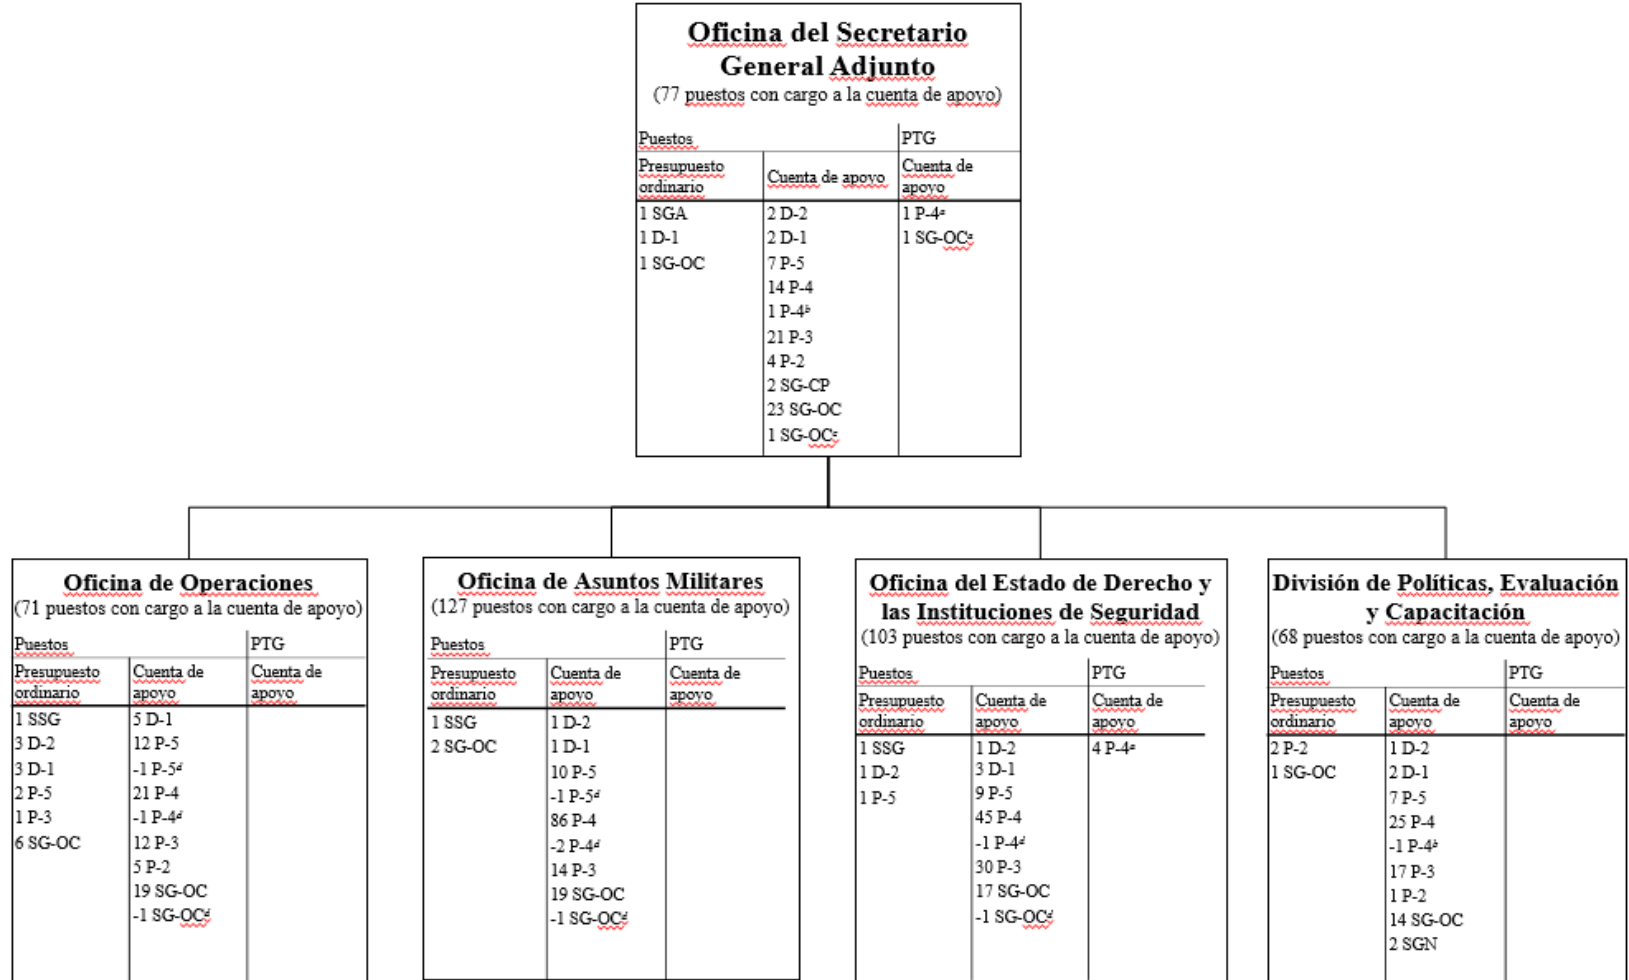 Oficina del Secretario
General Adjunto
(77 puestos con cargo a la cuenta de apoyo)
Puestos
PTG
Presupuesto
ordinario
Cuenta de apoyo
Cuenta de
apoyo
1 SGA
1 D-1
1 SG-OC
2 D-2
2 D-1
7 P-5
14 P-4
1 P-4ᵇ
21 P-3
4 P-2
2 SG-CP
23 SG-OC
1 SG-OCᶜ
1 P-4ᵃ
1 SG-OCᵃ
Oficina de Operaciones
(71 puestos con cargo a la cuenta de apoyo)
Puestos
PTG
Presupuesto
ordinario
Cuenta de
apoyo
Cuenta de
apoyo
1 SSG
3 D-2
3 D-1
2 P-5
1 P-3
6 SG-OC
5 D-1
12 P-5
-1 P-5ᵈ
21 P-4
-1 P-4ᵈ
12 P-3
5 P-2
19 SG-OC
-1 SG-OCᵈ
Oficina de Asuntos Militares
(127 puestos con cargo a la cuenta de apoyo)
Puestos
PTG
Presupuesto
ordinario
Cuenta de
apoyo
Cuenta de
apoyo
1 SSG
2 SG-OC
1 D-2
1 D-1
10 P-5
-1 P-5ᵈ
86 P-4
-2 P-4ᵈ
14 P-3
19 SG-OC
-1 SG-OCᵈ
Oficina del Estado de Derecho y
las Instituciones de Seguridad
(103 puestos con cargo a la cuenta de apoyo)
Puestos
PTG
Presupuesto
ordinario
Cuenta de
apoyo
Cuenta de
apoyo
1 SSG
1 D-2
1 P-5
1 D-2
3 D-1
9 P-5
45 P-4
-1 P-4ᵈ
30 P-3
17 SG-OC
-1 SG-OCᵈ
4 P-4ᵃ
División de Políticas, Evaluación
y Capacitación
(68 puestos con cargo a la cuenta de apoyo)
Puestos
PTG
Presupuesto
ordinario
Cuenta de
apoyo
Cuenta de
apoyo
2 P-2
1 SG-OC
1 D-2
2 D-1
7 P-5
25 P-4
-1 P-4ᵇ
17 P-3
1 P-2
14 SG-OC
2 SGN